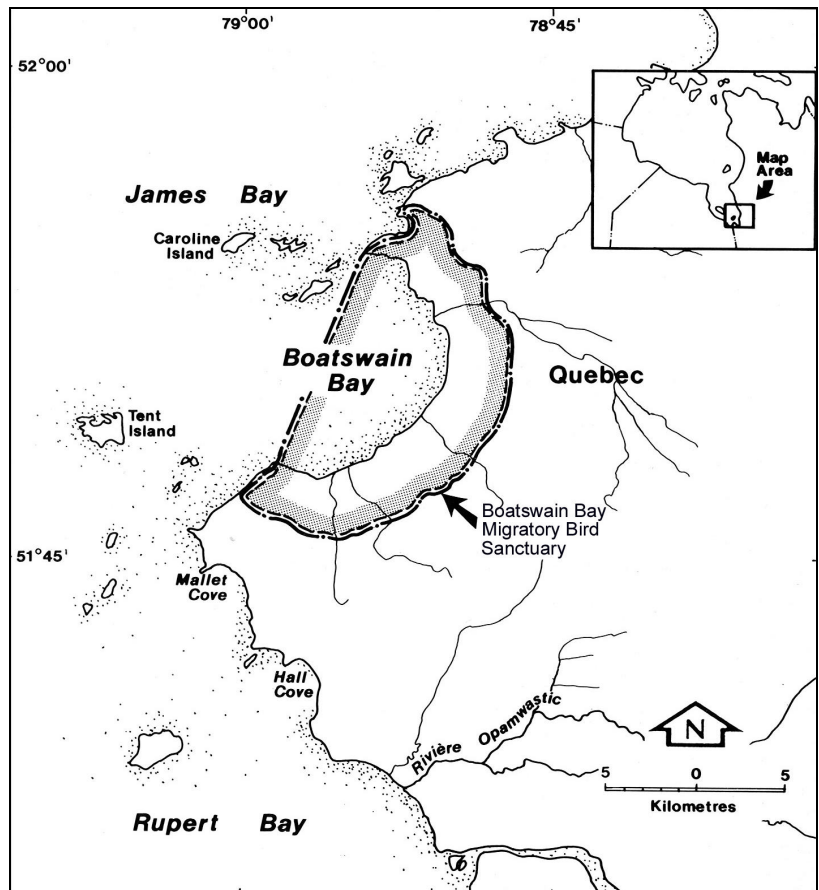 79°00'
78°45'
52°00'
Map
Area
James Bay
Caroline
Island
Boatswain
Bay
Quebec
Tent
Island
Boatswain Bay
Migratory Bird
Sanctuary
51°45'
Mallet
Cove
Hall
Cove
Rivière Opamwastic
N
5 0 5
Kilometres
Rupert Bay